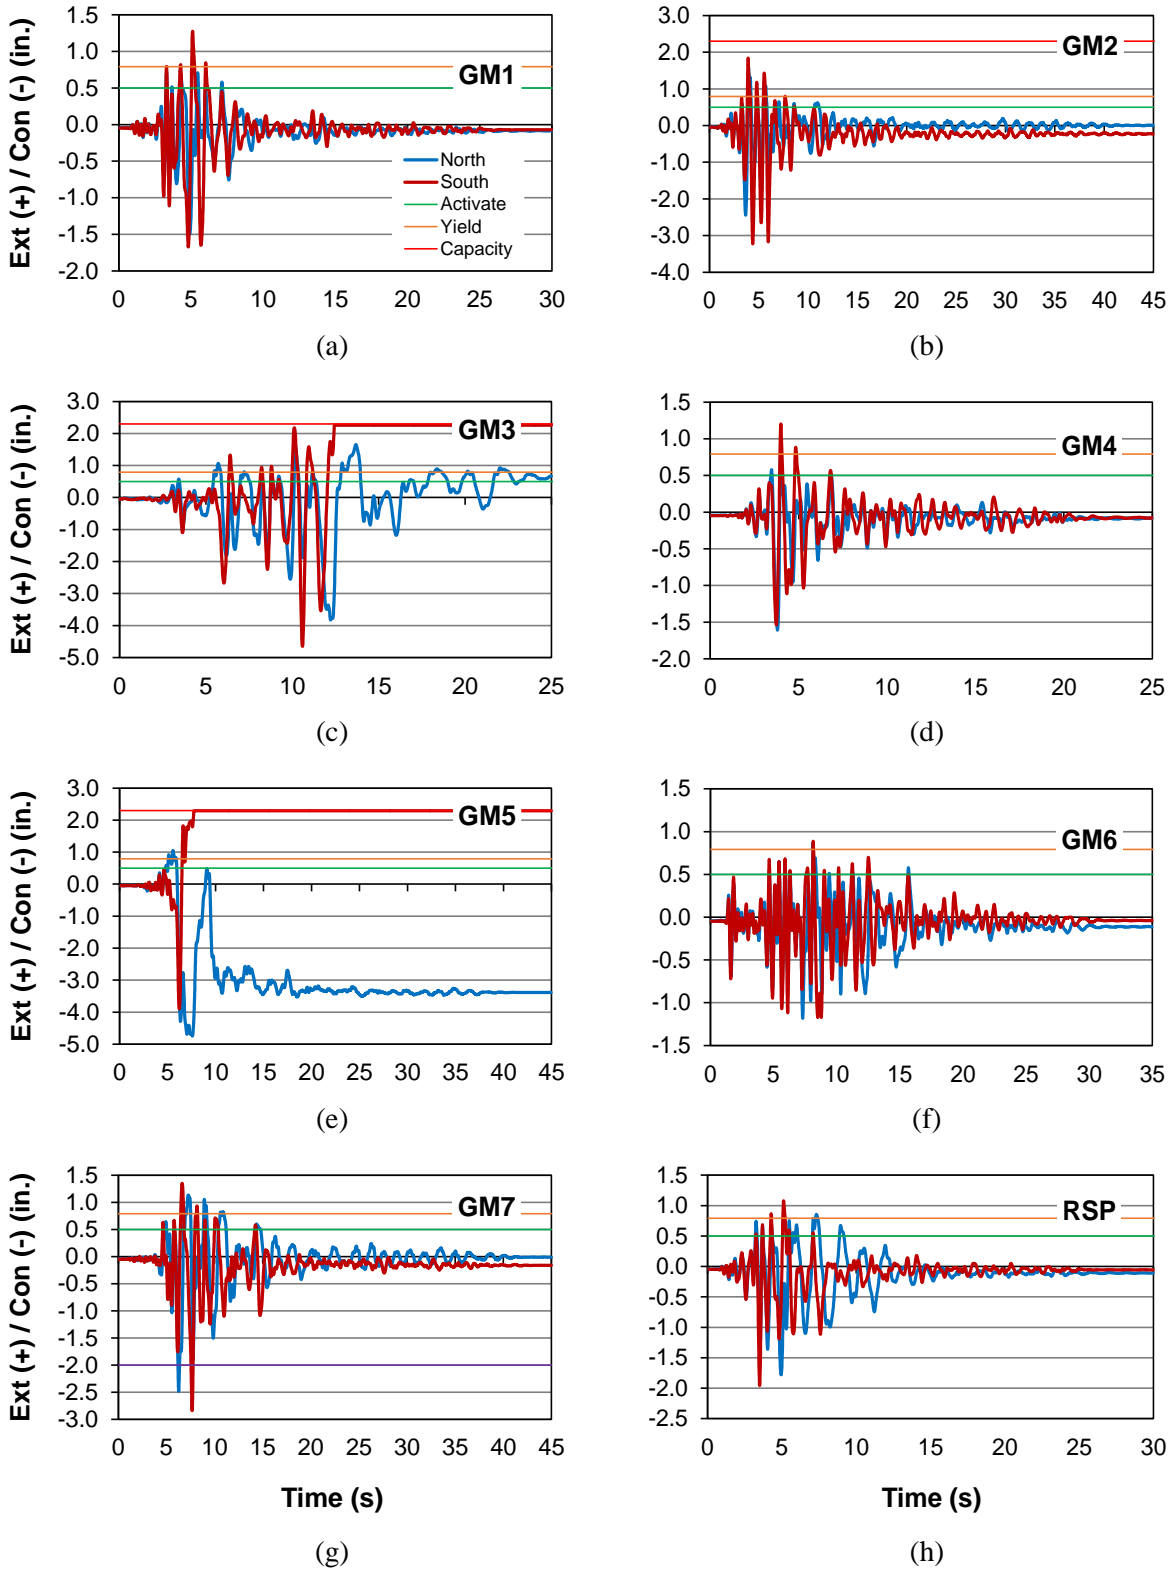 Ext (+) / Con (-) (in.)
1.5
1.0
0.5
0.0
-0.5
-1.0
-1.5
-2.0
GM1
North
South
Activate
Yield
Capacity
0 5 10 15 20 25 30
(a)
3.0
2.0
1.0
0.0
-1.0
-2.0
-3.0
-4.0
GM2
0 5 10 15 20 25 30 35 40 45
(b)
Ext (+) / Con (-) (in.)
3.0
2.0
1.0
0.0
-1.0
-2.0
-3.0
-4.0
-5.0
GM3
0 5 10 15 20 25
(c)
1.5
1.0
0.5
0.0
-0.5
-1.0
-1.5
-2.0
GM4
0 5 10 15 20 25
(d)
Ext (+) / Con (-) (in.)
3.0
2.0
1.0
0.0
-1.0
-2.0
-3.0
-4.0
-5.0
GM5
0 5 10 15 20 25 30 35 40 45
(e)
1.5
1.0
0.5
0.0
-0.5
-1.0
-1.5
GM6
0 5 10 15 20 25 30 35
(f)
Ext (+) / Con (-) (in.)
1.5
1.0
0.5
0.0
-0.5
-1.0
-1.5
-2.0
-2.5
-3.0
GM7
0 5 10 15 20 25 30 35 40 45
Time (s)
(g)
1.5
1.0
0.5
0.0
-0.5
-1.0
-1.5
-2.0
-2.5
RSP
0 5 10 15 20 25 30
Time (s)
(h)